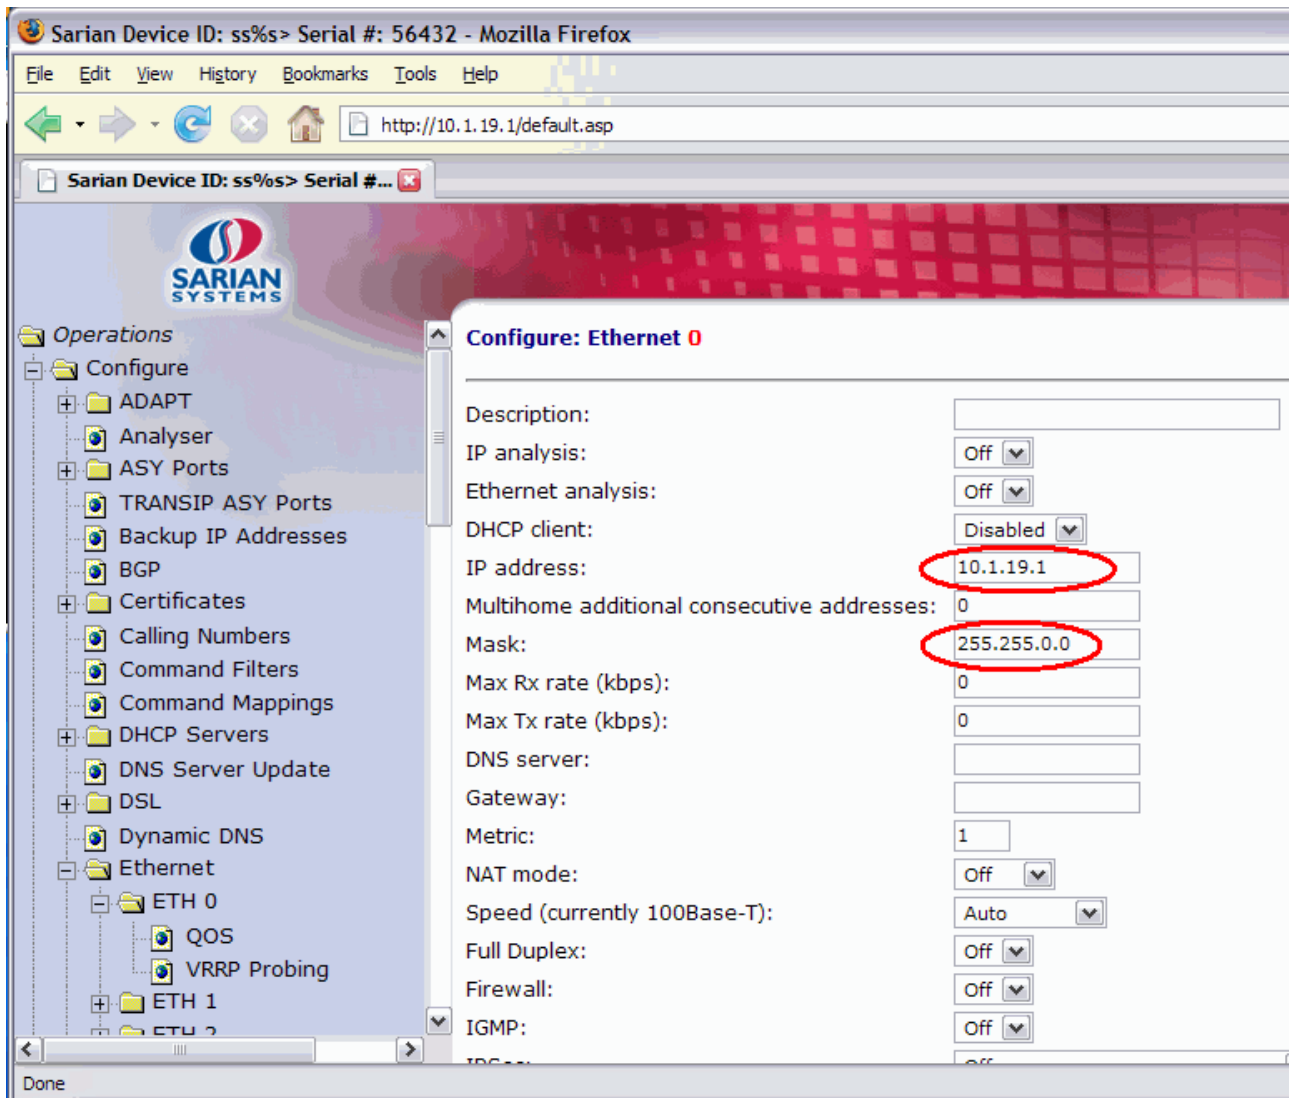 Sarian Device ID: ss%s> Serial #: 56432 - Mozilla Firefox
File Edit View History Bookmarks Tools Help
http://10.1.19.1/default.asp
Sarian Device ID: ss%s> Serial #...
SARIAN
SYSTEMS
Operations
Configure
ADAPT
Analyser
ASY Ports
TRANSIP ASY Ports
Backup IP Addresses
BGP
Certificates
Calling Numbers
Command Filters
Command Mappings
DHCP Servers
DNS Server Update
DSL
Dynamic DNS
Ethernet
ETH 0
QOS
VRRP Probing
ETH 1
ETH 2
Configure: Ethernet 0
Description:
IP analysis: Off
Ethernet analysis: Off
DHCP client: Disabled
IP address: 10.1.19.1
Multihome additional consecutive addresses: 0
Mask: 255.255.0.0
Max Rx rate (kbps): 0
Max Tx rate (kbps): 0
DNS server:
Gateway:
Metric: 1
NAT mode: Off
Speed (currently 100Base-T): Auto
Full Duplex: Off
Firewall: Off
IGMP: Off
Done